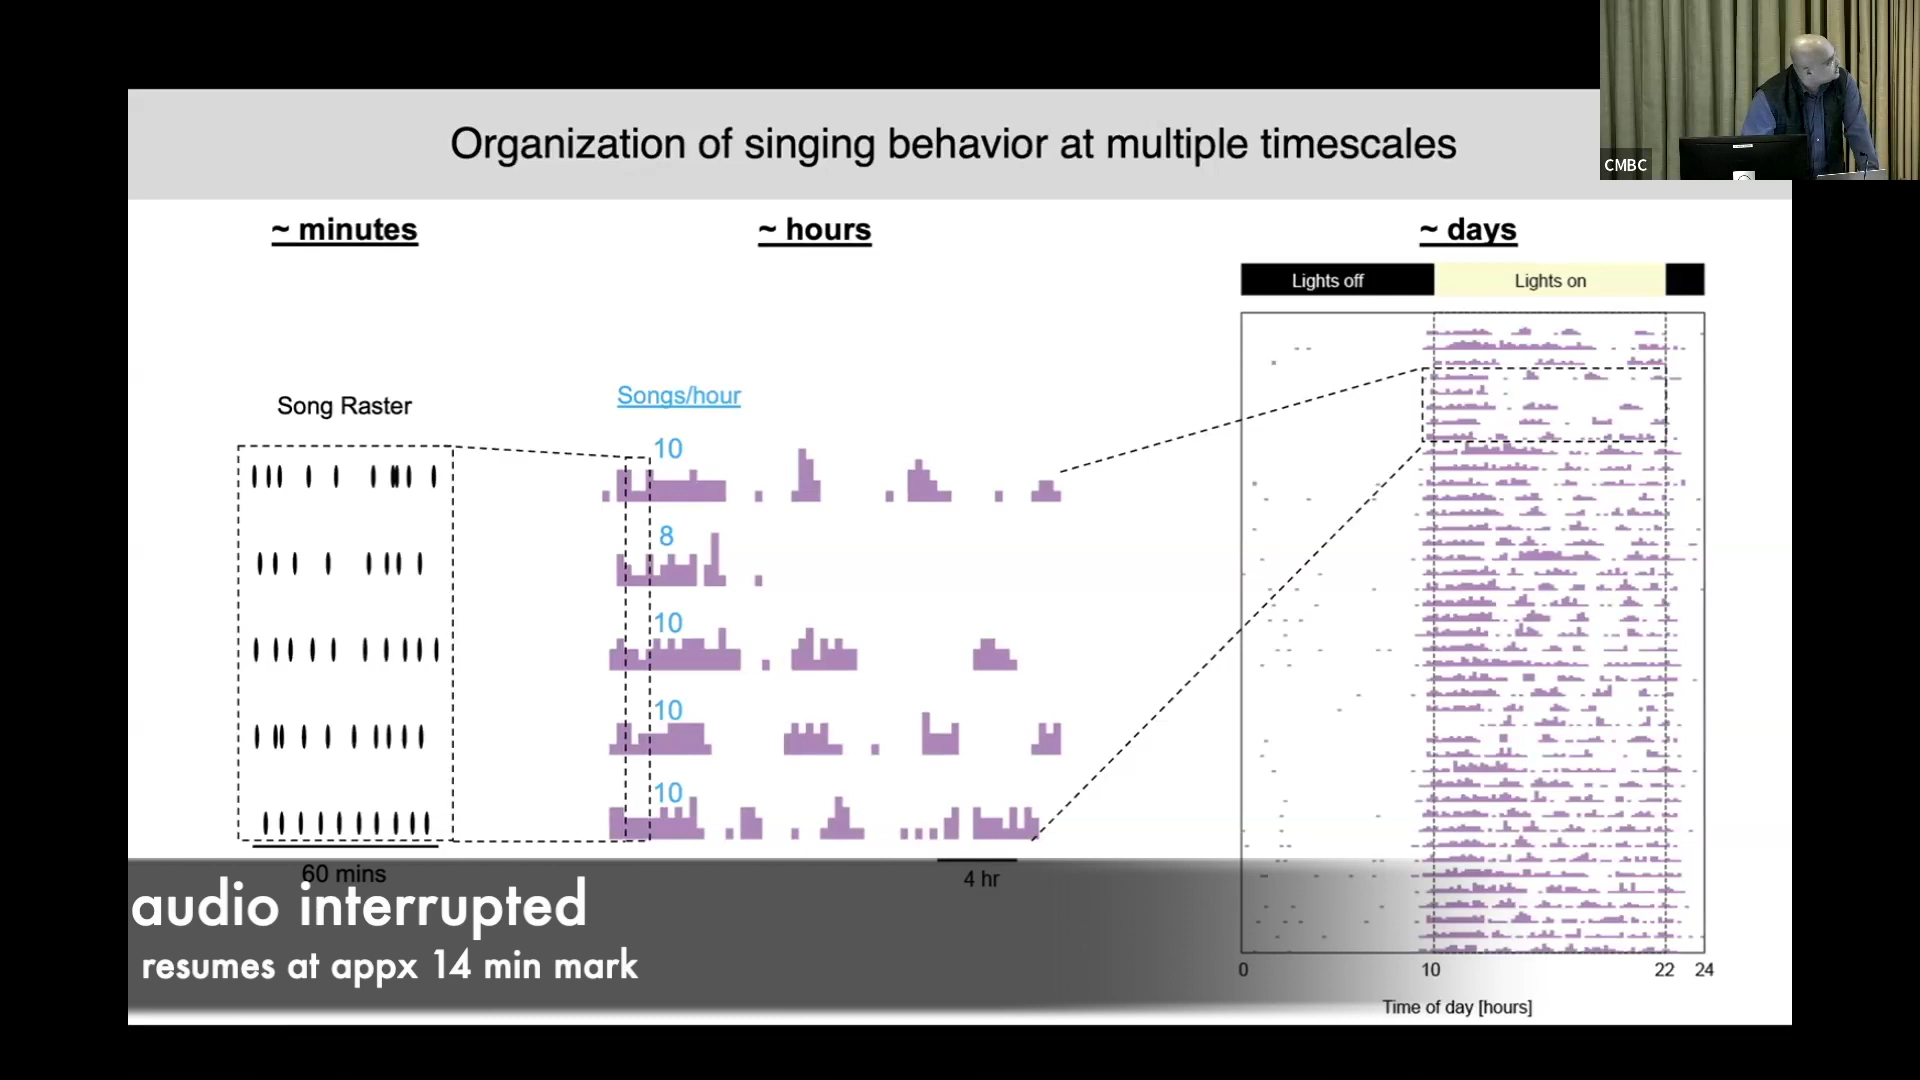 Organization of singing behavior at multiple timescales
CMBC
~ minutes
~ hours
~ days
Lights off
Lights on
Song Raster
Songs/hour
10
8
10
10
10
60 mins
4 hr
0
10
22
24
Time of day [hours]
audio interrupted
resumes at appx 14 min mark